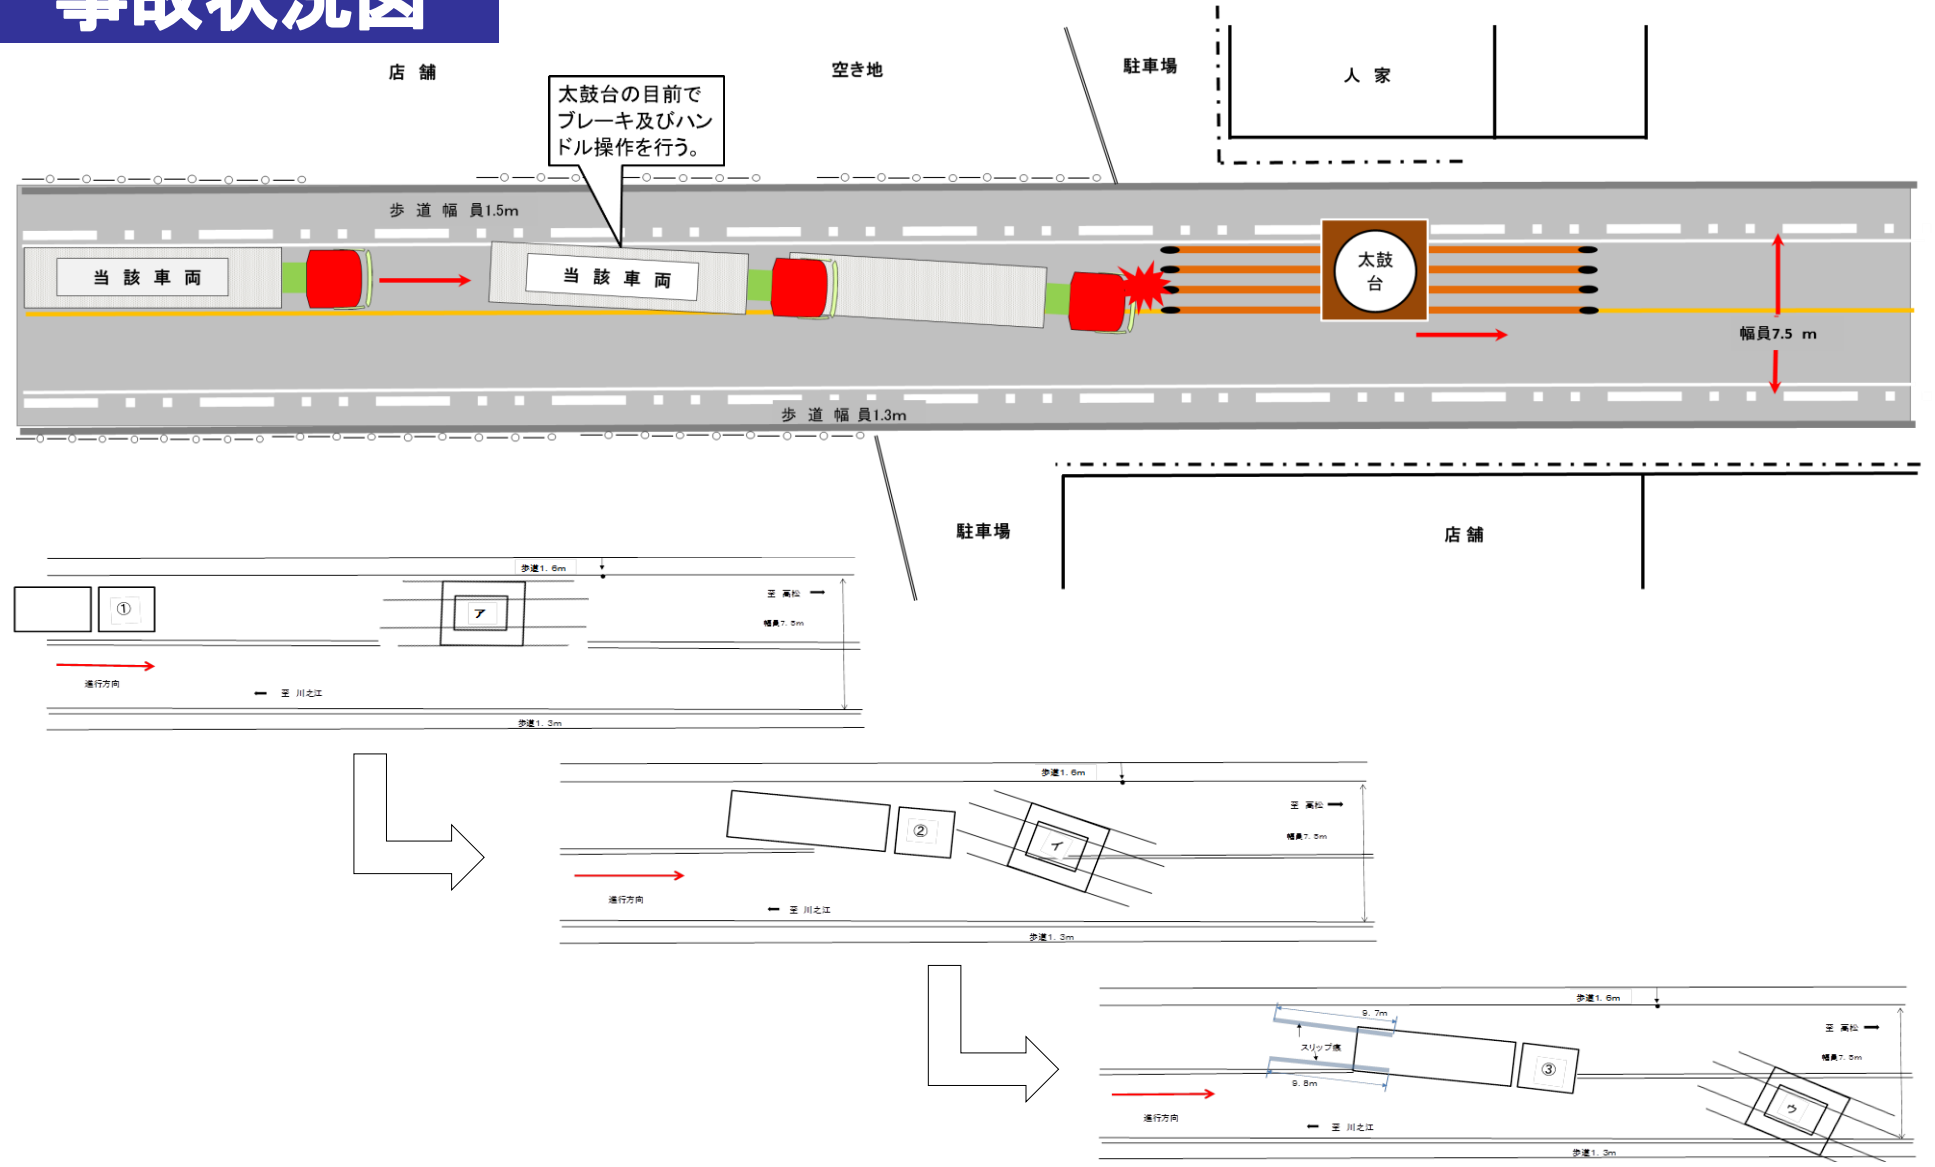 事故状況図
店 舗
空き地
駐車場
人 家
太鼓台の目前で
ブレーキ及びハン
ドル操作を行う。
歩 道 幅 員1.5m
当 該 車 両
当 該 車 両
太鼓
台
幅員7.5 m
歩 道 幅 員1.3m
駐車場
店 舗
歩道1.6m
①
ア
至 高松
幅員7.5m
進行方向
至 川之江
歩道1.3m
歩道1.6m
②
イ
至 高松
幅員7.5m
進行方向
至 川之江
歩道1.3m
歩道1.6m
9.7m
スリップ痕
9.8m
③
至 高松
幅員7.5m
ウ
進行方向
至 川之江
歩道1.3m